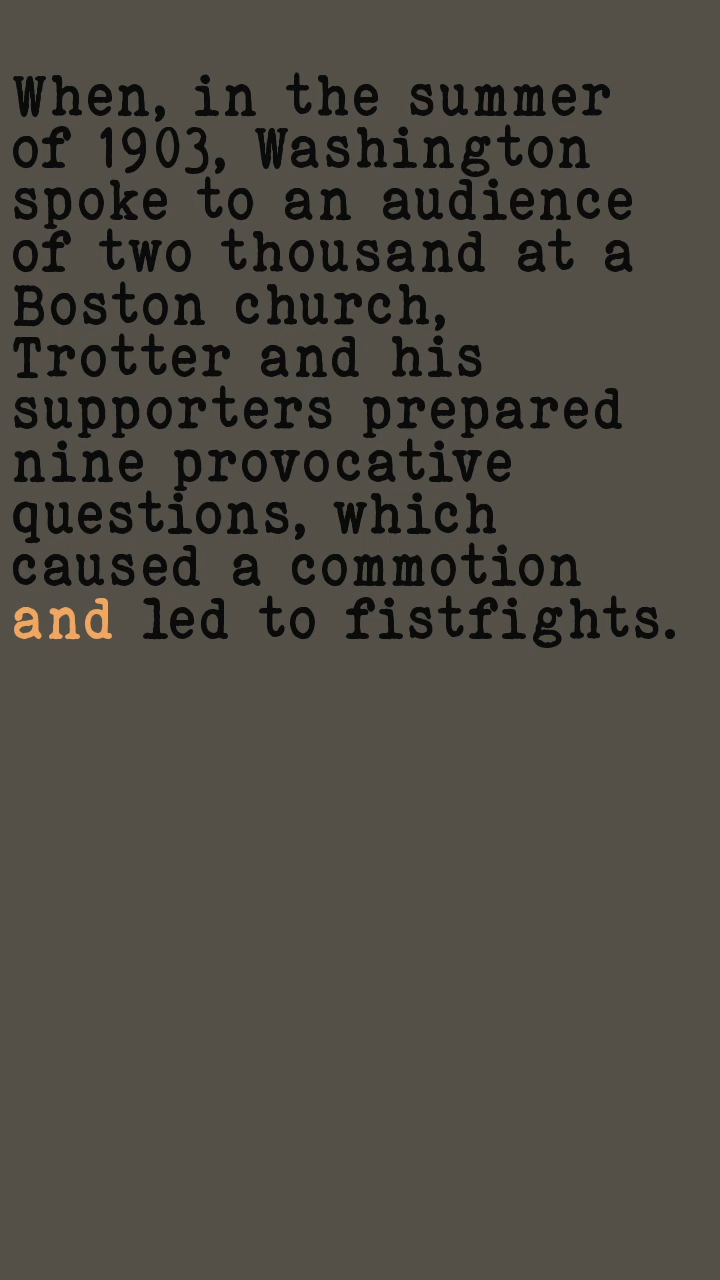 When, in the summer
of 1903, Washington
spoke to an audience
of two thousand at a
Boston church,
Trotter and his
supporters prepared
nine provocative
questions, which
caused a commotion
and led to fistfights.